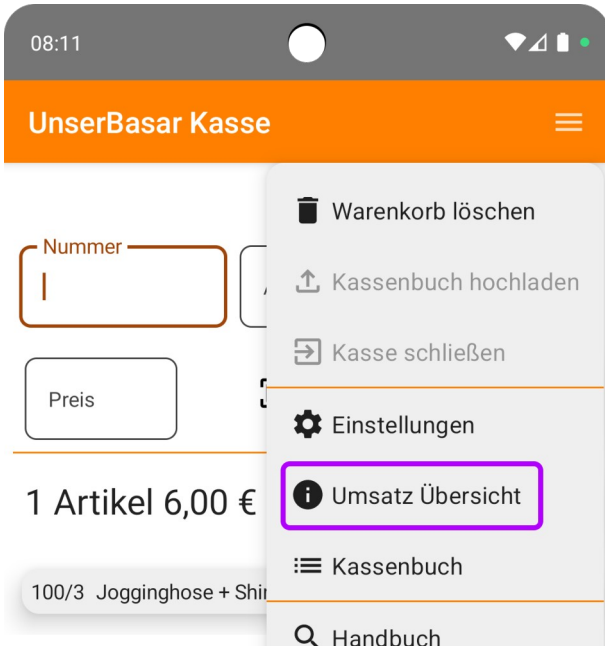 08:11
UnserBasar Kasse
Warenkorb löschen
Nummer
Kassenbuch hochladen
Kasse schließen
Preis
Einstellungen
1 Artikel 6,00 €
Umsatz Übersicht
Kassenbuch
100/3 Jogginghose +
Handbuch